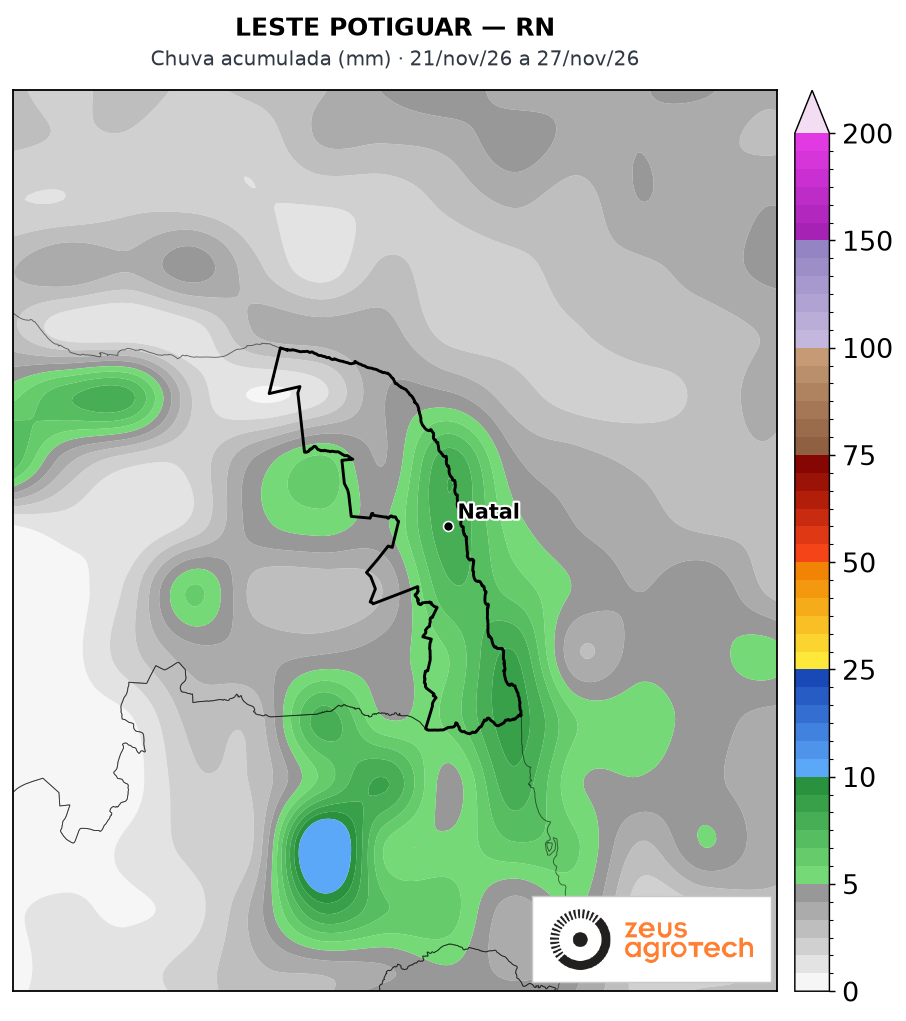 LESTE POTIGUAR — RN
Chuva acumulada (mm) · 21/nov/26 a 27/nov/26
200
150
100
75
50
25
10
5
0
Natal
zeus
agrotech